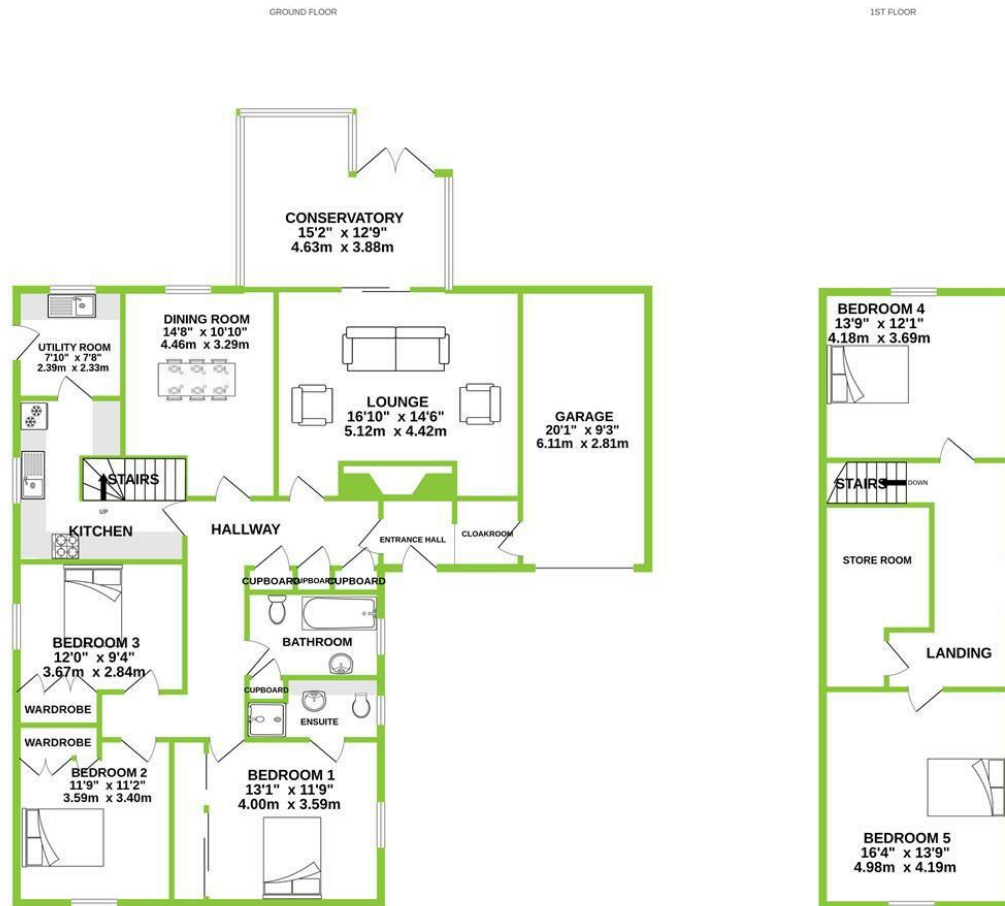 GROUND FLOOR
1ST FLOOR
CONSERVATORY
15'2" x 12'9"
4.63m x 3.88m
UTILITY ROOM
7'10" x 7'8"
2.39m x 2.33m
DINING ROOM
14'8" x 10'10"
4.46m x 3.29m
LOUNGE
16'10" x 14'6"
5.12m x 4.42m
GARAGE
20'1" x 9'3"
6.11m x 2.81m
STAIRS
UP
KITCHEN
HALLWAY
ENTRANCE HALL
CLOAKROOM
CUPBOARD
CUPBOARD
CUPBOARD
BATHROOM
BEDROOM 3
12'0" x 9'4"
3.67m x 2.84m
WARDROBE
CUPBOARD
ENSUITE
WARDROBE
BEDROOM 2
11'9" x 11'2"
3.59m x 3.40m
BEDROOM 1
13'1" x 11'9"
4.00m x 3.59m
BEDROOM 4
13'9" x 12'1"
4.18m x 3.69m
STAIRS
DOWN
STORE ROOM
LANDING
BEDROOM 5
16'4" x 13'9"
4.98m x 4.19m